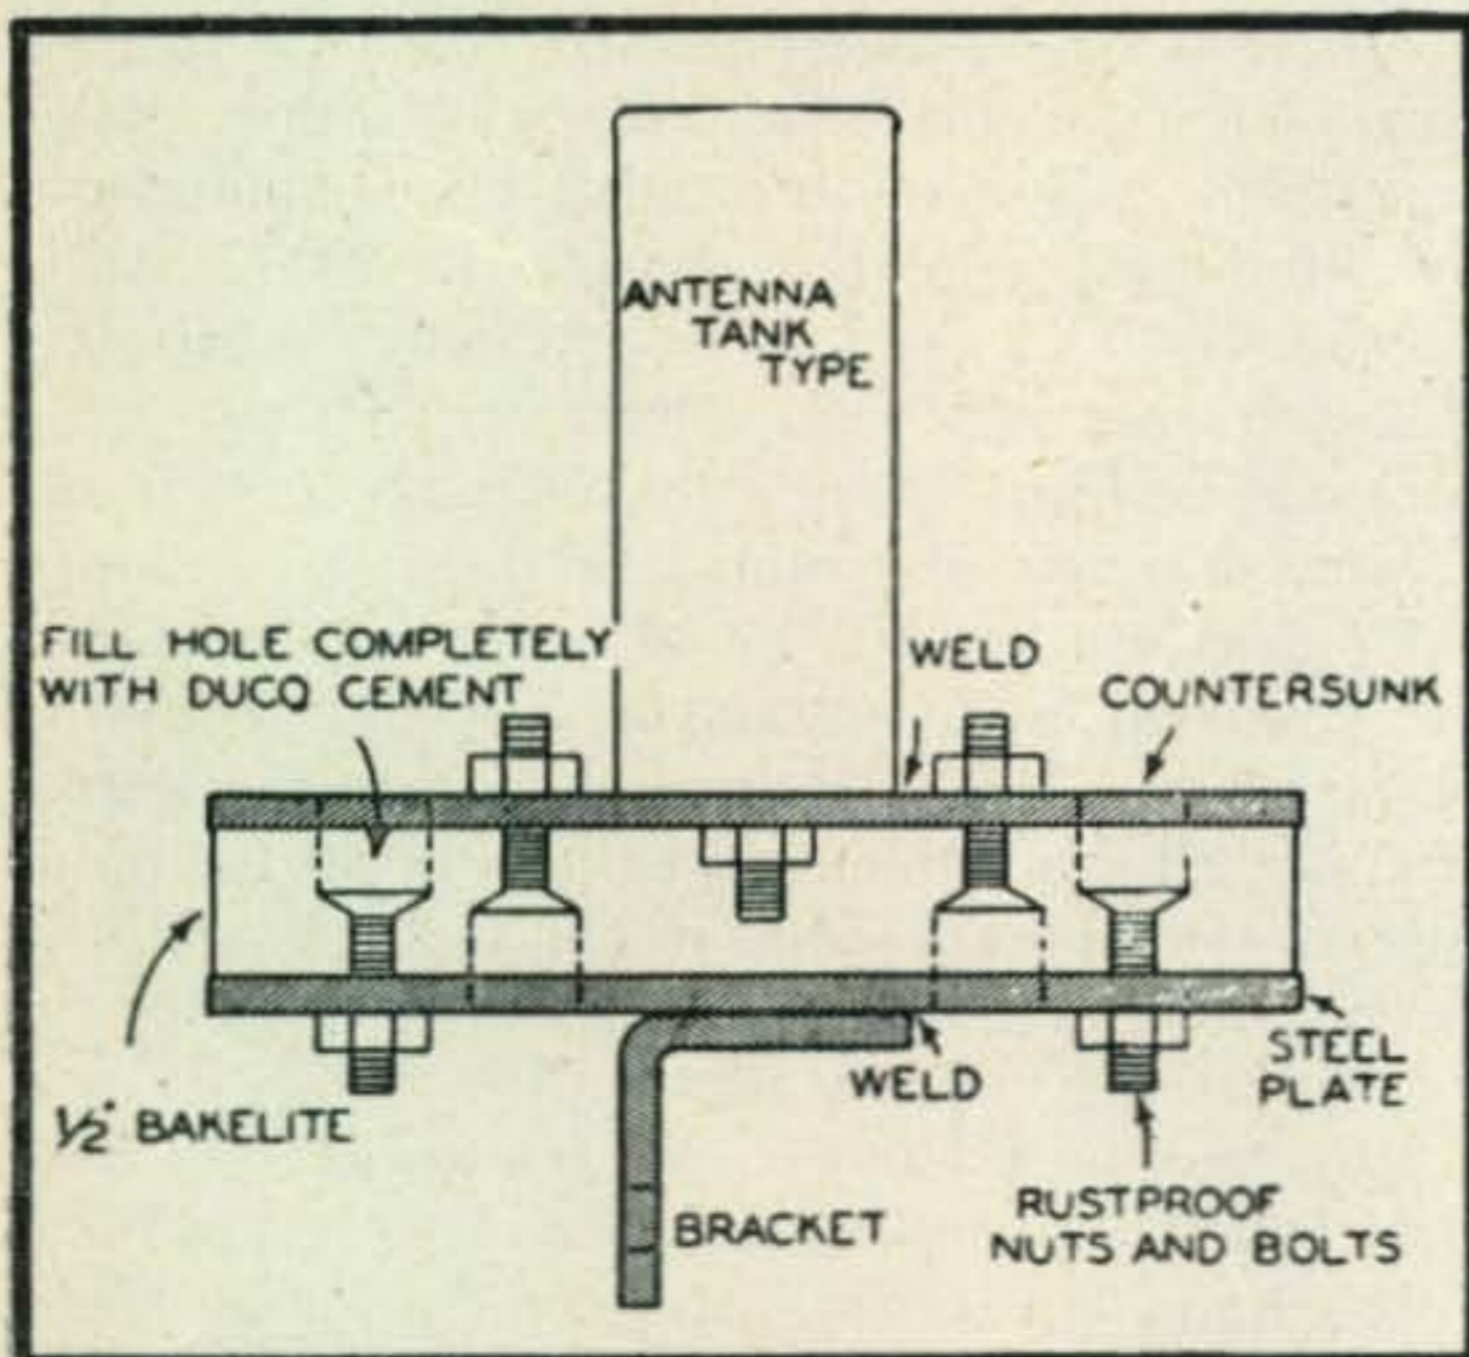 ANTENNA
TANK
TYPE
FILL HOLE COMPLETELY
WITH DUCO CEMENT
WELD
COUNTERSUNK
STEEL
PLATE
WELD
1/2" BAKELITE
BRACKET
RUSTPROOF
NUTS AND BOLTS